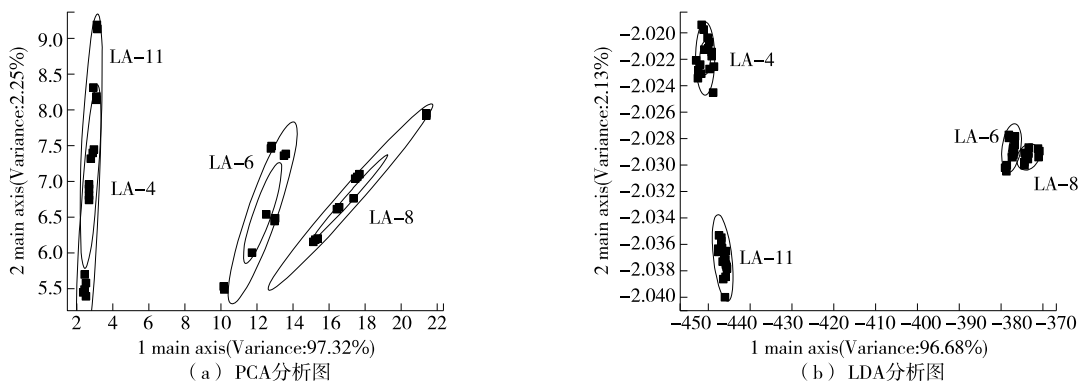 2 main axis(Variance:2.25%)
9.0
8.5
8.0
7.5
7.0
6.5
6.0
5.5
LA-11
LA-4
LA-6
LA-8
2 4 6 8 10 12 14 16 18 20 22
1 main axis(Variance:97.32%)
(a) PCA分析图
2 main axis(Variance:2.13%)
-2.020
-2.022
-2.024
-2.026
-2.028
-2.030
-2.032
-2.034
-2.036
-2.038
-2.040
LA-4
LA-6
LA-8
LA-11
-450 -440 -430 -420 -410 -400 -390 -380 -370
1 main axis(Variance:96.68%)
(b) LDA分析图